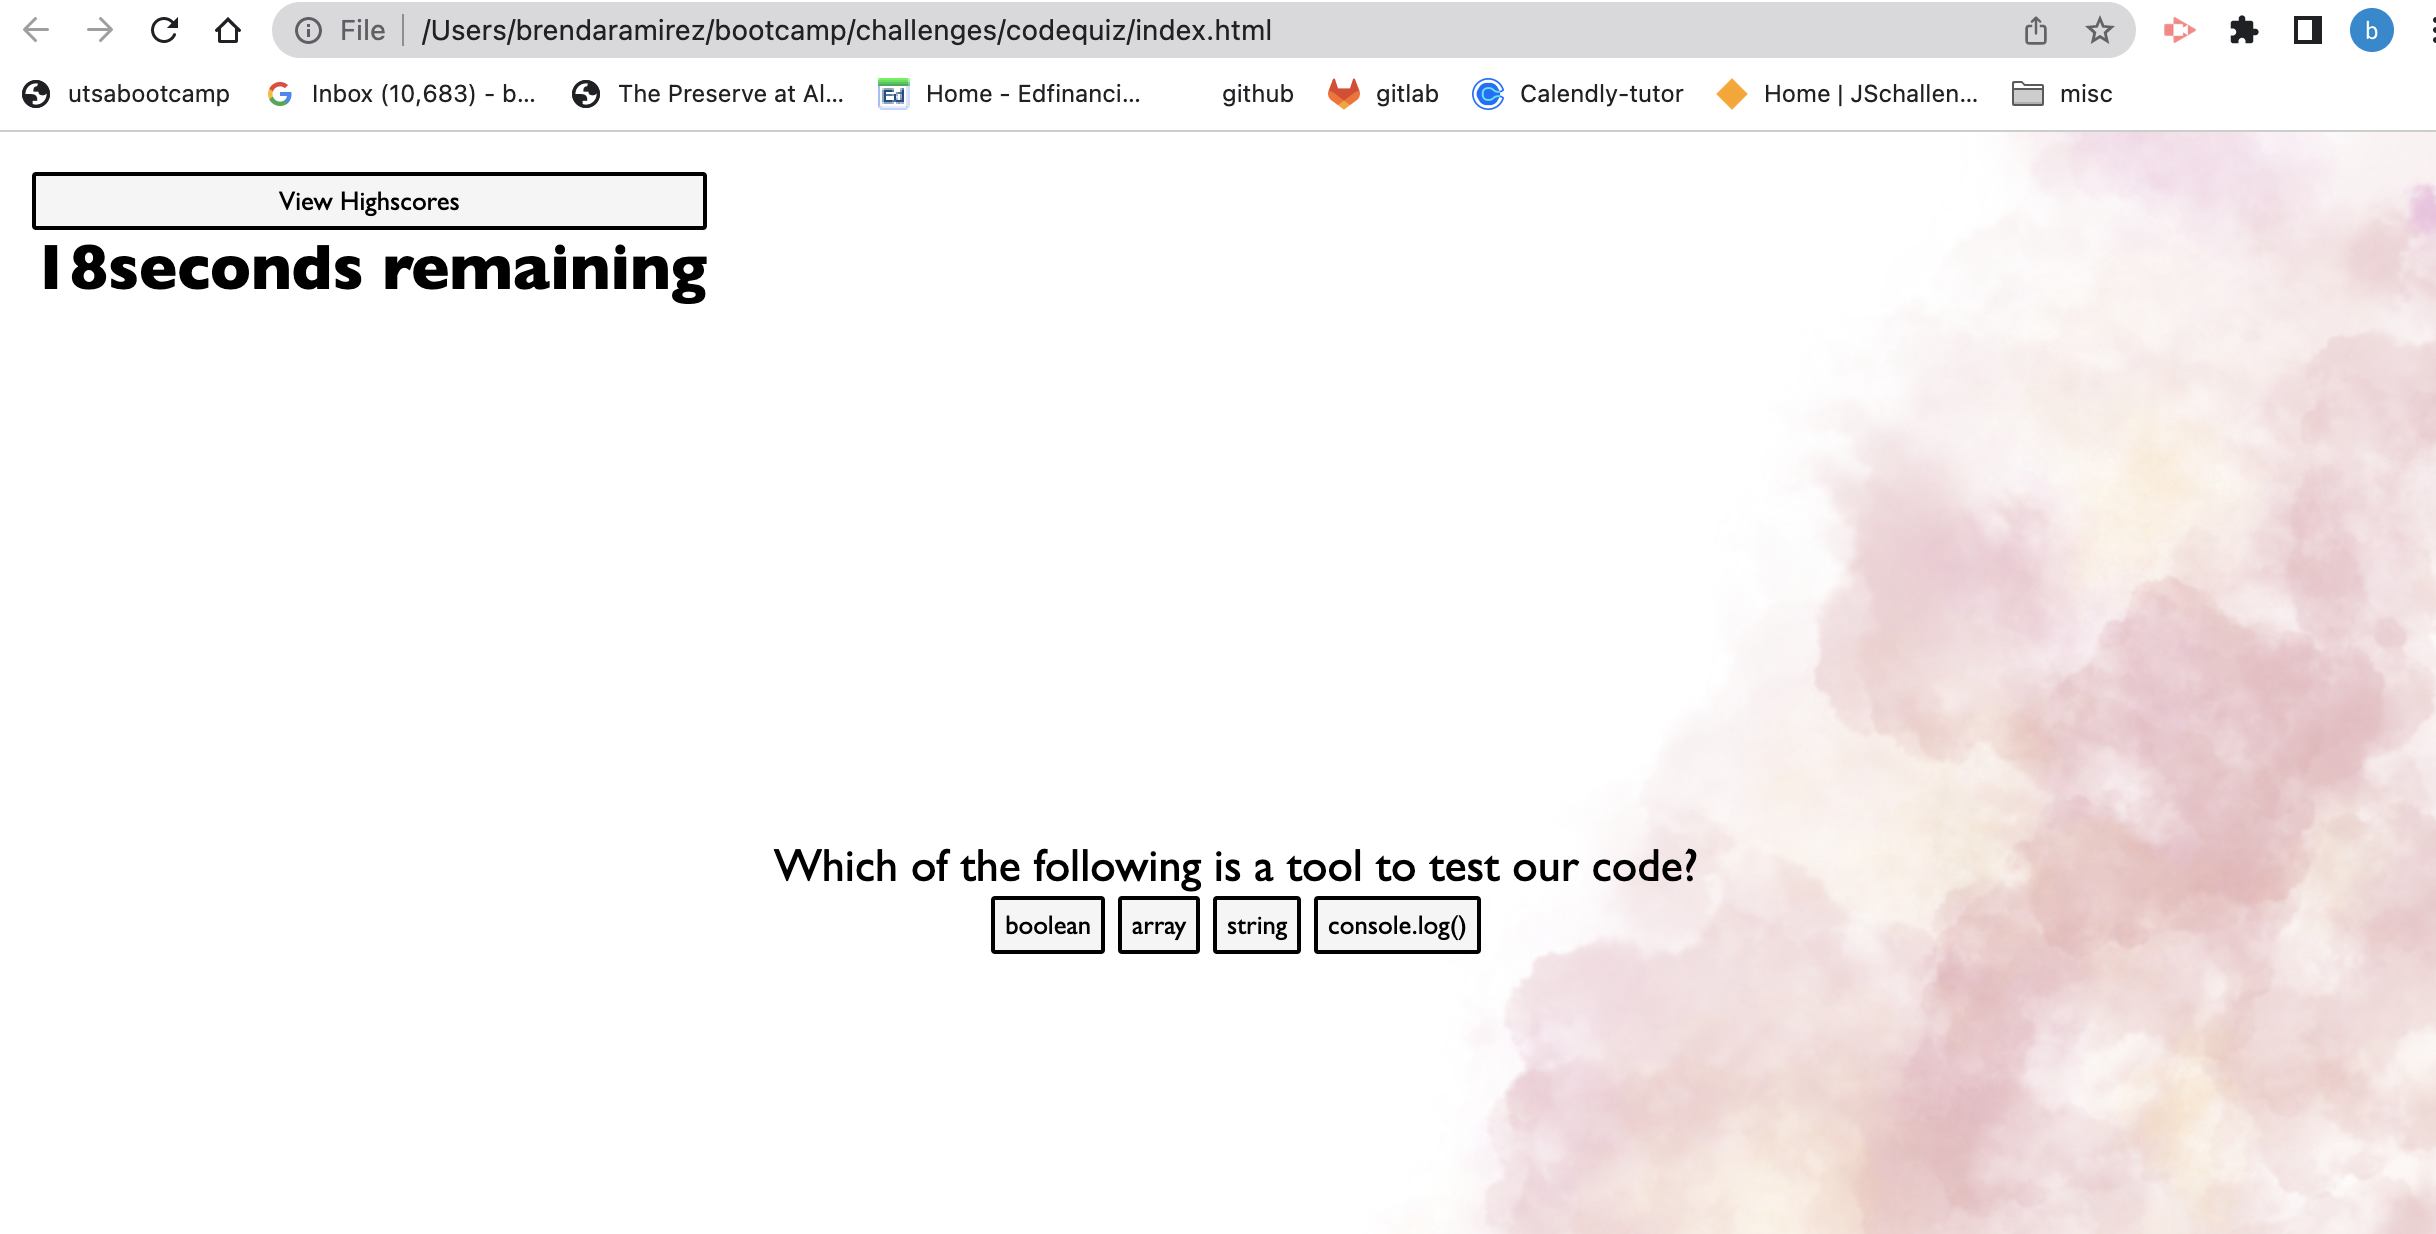 File /Users/brendaramirez/bootcamp/challenges/codequiz/index.html b
utsabootcamp Inbox (10,683) - b... The Preserve at Al... Ed Home - Edfinanci... github gitlab Calendly-tutor Home | JSchallen... misc
View Highscores
18seconds remaining
Which of the following is a tool to test our code?
boolean array string console.log()